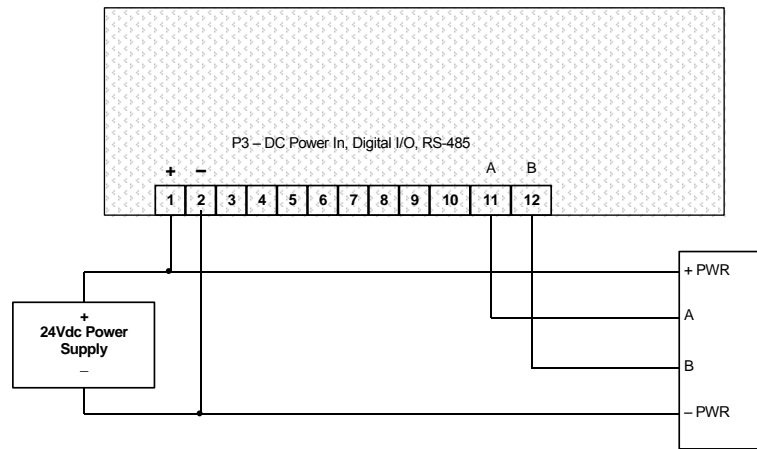 P3 – DC Power In, Digital I/O, RS-485
+ – A B
1 2 3 4 5 6 7 8 9 10 11 12
+ PWR
+
24Vdc Power
Supply
–
A
B
– PWR